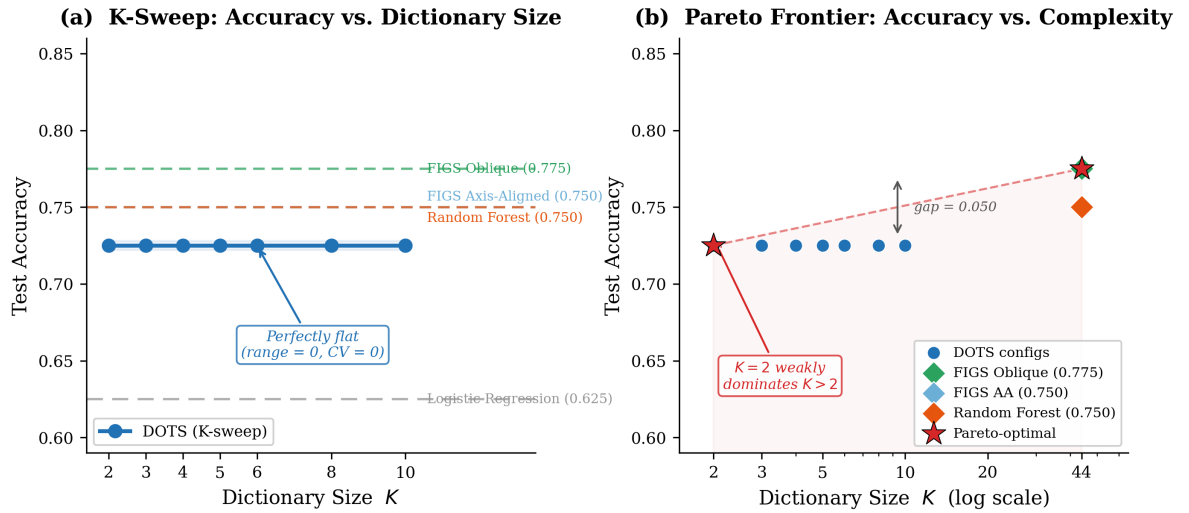 (a) K-Sweep: Accuracy vs. Dictionary Size
Test Accuracy
0.85
0.80
0.75
0.70
0.65
0.60
FIGS Oblique (0.775)
FIGS Axis-Aligned (0.750)
Random Forest (0.750)
Perfectly flat
(range = 0, CV = 0)
Logistic Regression (0.625)
DOTS (K-sweep)
2 3 4 5 6 8 10
Dictionary Size K
(b) Pareto Frontier: Accuracy vs. Complexity
Test Accuracy
0.85
0.80
0.75
0.70
0.65
0.60
gap = 0.050
K = 2 weakly
dominates K > 2
DOTS configs
FIGS Oblique (0.775)
FIGS AA (0.750)
Random Forest (0.750)
Pareto-optimal
2 3 5 10 20 44
Dictionary Size K (log scale)